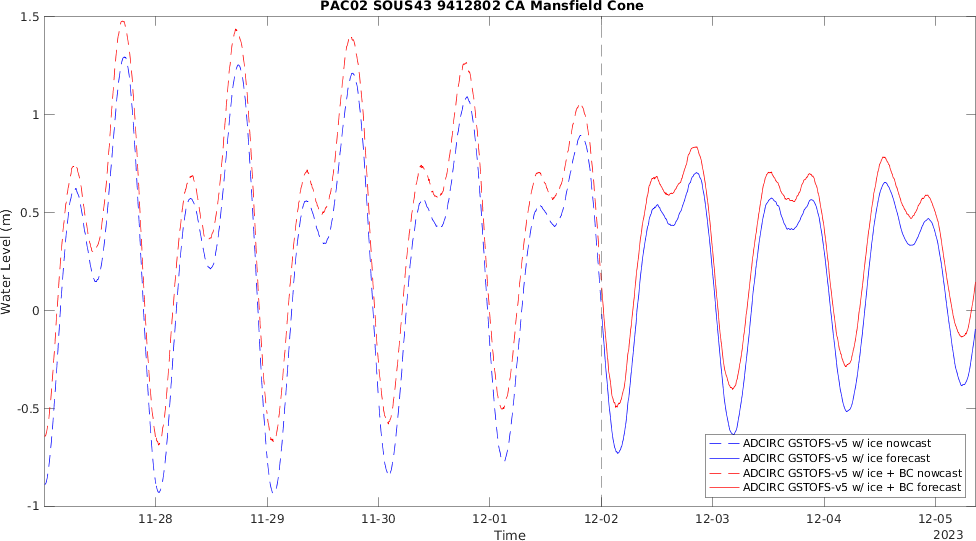 PAC02 SOUS43 9412802 CA Mansfield Cone
1.5
1
0.5
0
-0.5
-1
Water Level (m)
11-28 11-29 11-30 12-01 12-02 12-03 12-04 12-05
Time
2023
ADCIRC GSTOFS-v5 w/ ice nowcast
ADCIRC GSTOFS-v5 w/ ice forecast
ADCIRC GSTOFS-v5 w/ ice + BC nowcast
ADCIRC GSTOFS-v5 w/ ice + BC forecast